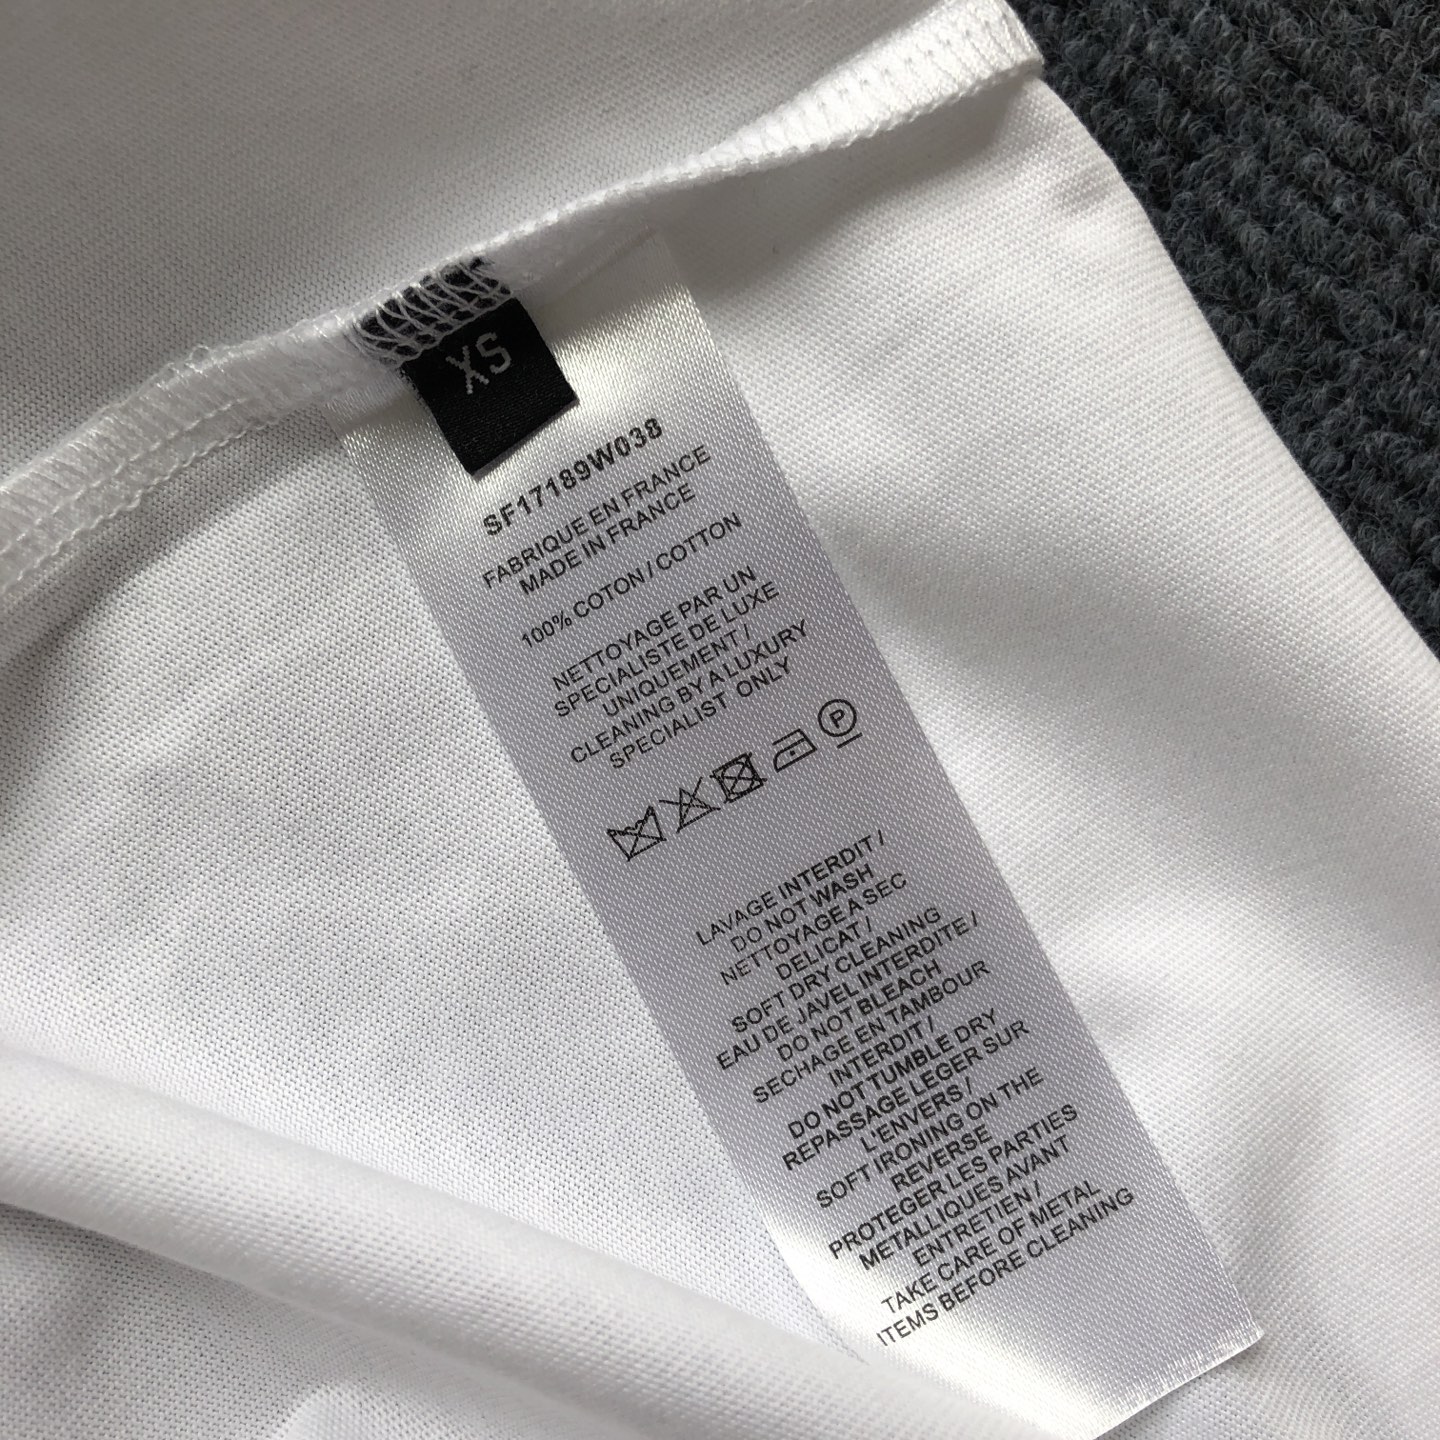 XS
SF17189W038
FABRIQUE EN FRANCE
MADE IN FRANCE
100% COTON / COTTON
NETTOYAGE PAR UN
SPECIALISTE DE LUXE
UNIQUEMENT /
CLEANING BY A LUXURY
SPECIALIST ONLY
P
LAVAGE INTERDIT /
DO NOT WASH
NETTOYAGE A SEC
DELICAT /
SOFT DRY CLEANING
EAU DE JAVEL INTERDITE /
DO NOT BLEACH
SECHAGE EN TAMBOUR
INTERDIT /
DO NOT TUMBLE DRY
REPASSAGE LEGER SUR
L'ENVERS /
SOFT IRONING ON THE
REVERSE
PROTEGER LES PARTIES
METALLIQUES AVANT
ENTRETIEN /
TAKE CARE OF METAL
ITEMS BEFORE CLEANING